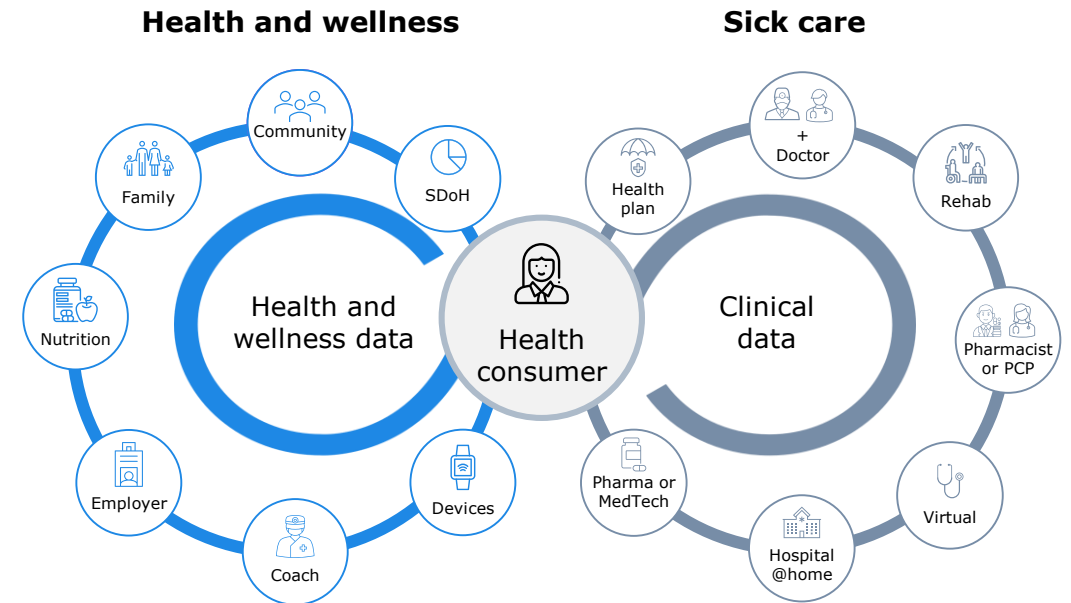 Health and wellness
Sick care
Community
Family
SDoH
Nutrition
Health and
wellness data
Employer
Devices
Coach
Health
consumer
+
Doctor
Health
plan
Rehab
Clinical
data
Pharmacist
or PCP
Pharma or
MedTech
Virtual
Hospital
@home